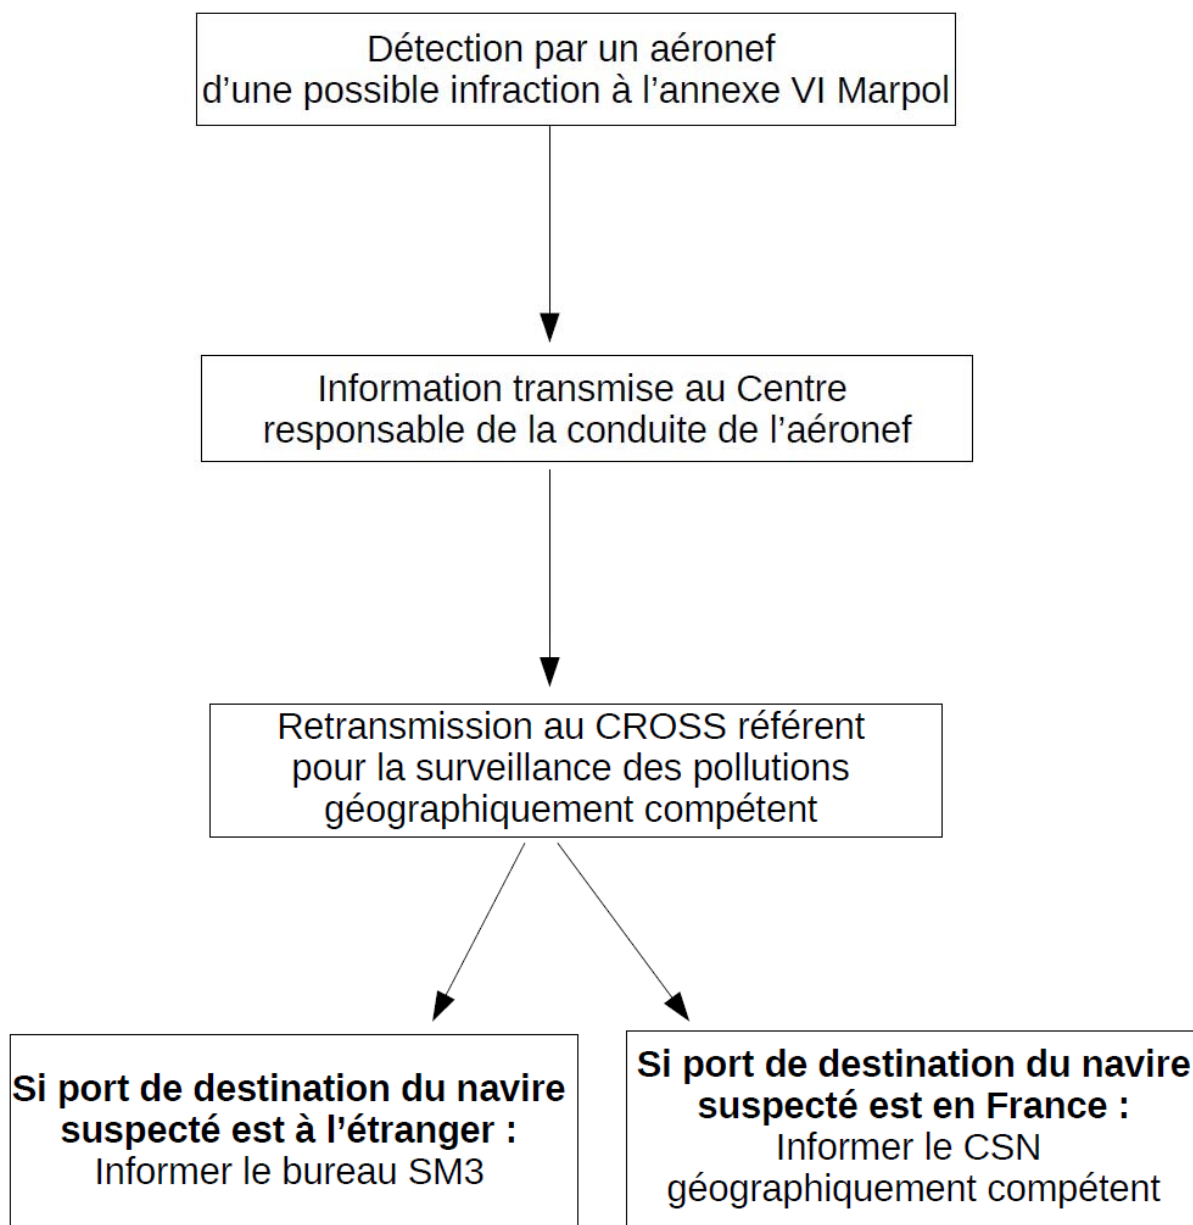 Détection par un aéronef
d’une possible infraction à l’annexe VI Marpol
Information transmise au Centre
responsable de la conduite de l’aéronef
Retransmission au CROSS référent
pour la surveillance des pollutions
géographiquement compétent
Si port de destination du navire
suspecté est à l’étranger :
Informer le bureau SM3
Si port de destination du navire
suspecté est en France :
Informer le CSN
géographiquement compétent